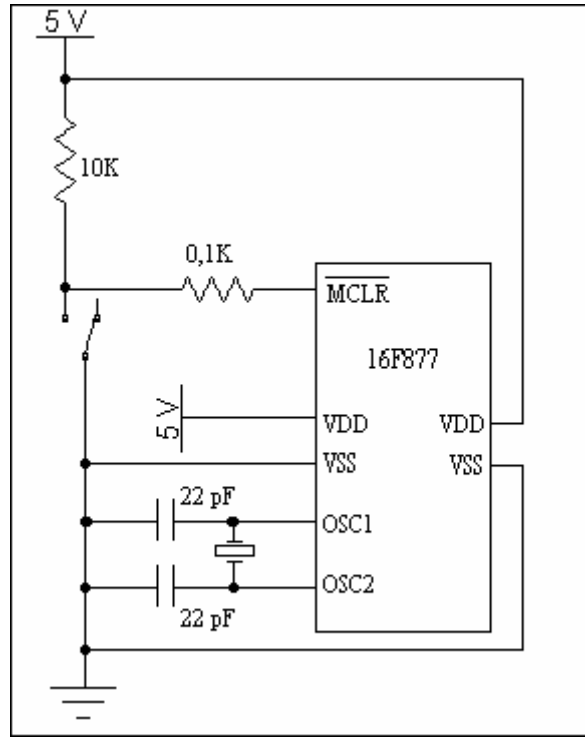 5 V
10K
0,1K
MCLR
16F877
5 V
VDD
VDD
VSS
VSS
22 pF
OSC1
OSC2
22 pF